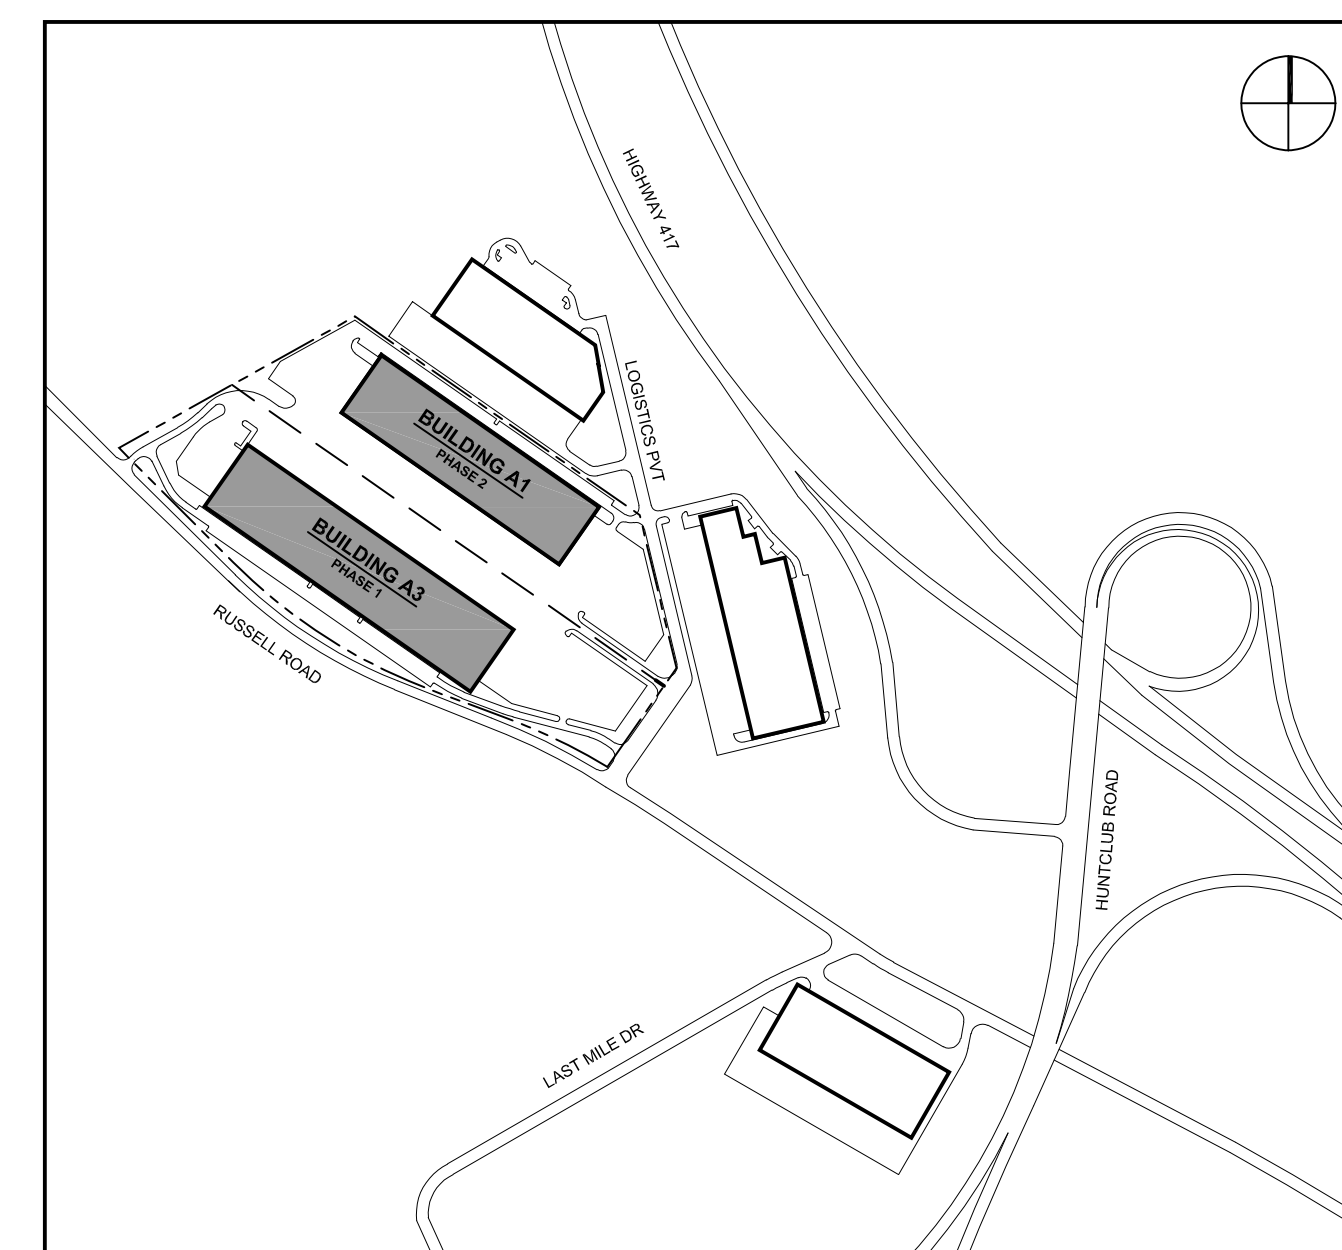 HIGHWAY 417
LOGISTICS PVT
BUILDING A1
PHASE 2
BUILDING A3
PHASE 1
RUSSELL ROAD
HUNTCLUB ROAD
LAST MILE DR